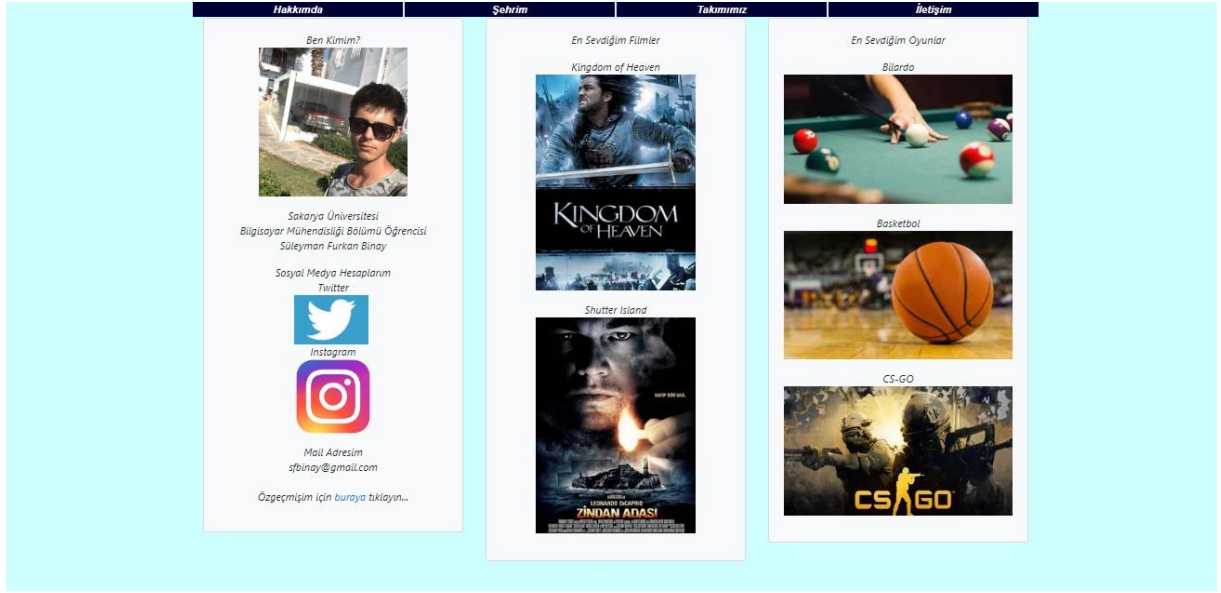 Hakkımda
Şehrim
Takımımız
İletişim
Ben Kimim?
Sakarya Üniversitesi
Bilgisayar Mühendisliği Bölümü Öğrencisi
Süleyman Furkan Binay
Sosyal Medya Hesaplarım
Twitter
Instagram
Mail Adresim
sfbinay@gmail.com
Özgeçmişim için buraya tıklayın...
En Sevdiğim Filmler
Kingdom of Heaven
KINGDOM
OF HEAVEN
Shutter Island
LEONARDO DiCAPRIO
ZİNDAN ADASI
En Sevdiğim Oyunlar
Bilardo
Basketbol
CS-GO
CS GO